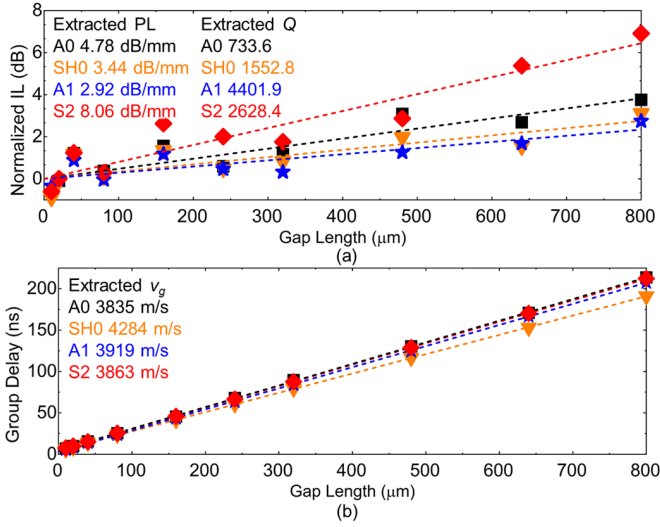 Extracted PL Extracted Q
A0 4.78 dB/mm A0 733.6
SH0 3.44 dB/mm SH0 1552.8
A1 2.92 dB/mm A1 4401.9
S2 8.06 dB/mm S2 2628.4
Normalized IL (dB)
8
6
4
2
0
0 100 200 300 400 500 600 700 800
Gap Length (μm)
(a)
Extracted vg
A0 3835 m/s
SH0 4284 m/s
A1 3919 m/s
S2 3863 m/s
Group Delay (ns)
200
150
100
50
0
0 100 200 300 400 500 600 700 800
Gap Length (μm)
(b)